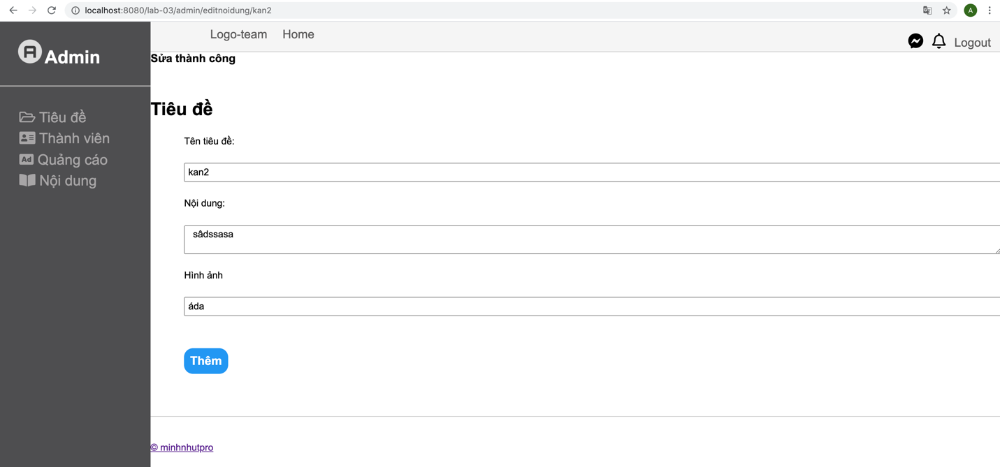 localhost:8080/lab-03/admin/editnoidung/kan2
A
Admin
Logo-team Home
Logout
Sửa thành công
Tiêu đề
Thành viên
Ad Quảng cáo
Nội dung
Tiêu đề
Tên tiêu đề:
kan2
Nội dung:
sâdssasa
Hình ảnh
áda
Thêm
© minhnhutpro